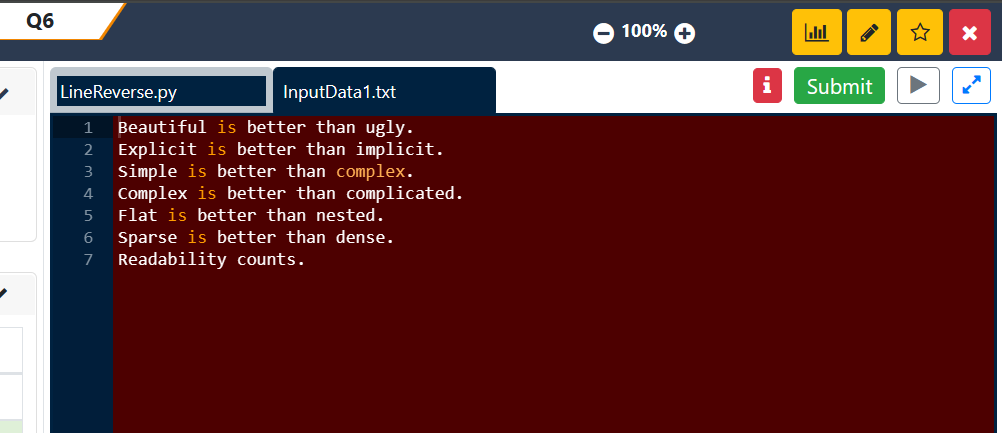 Q6
100%
LineReverse.py
InputData1.txt
Submit
1 Beautiful is better than ugly.
2 Explicit is better than implicit.
3 Simple is better than complex.
4 Complex is better than complicated.
5 Flat is better than nested.
6 Sparse is better than dense.
7 Readability counts.